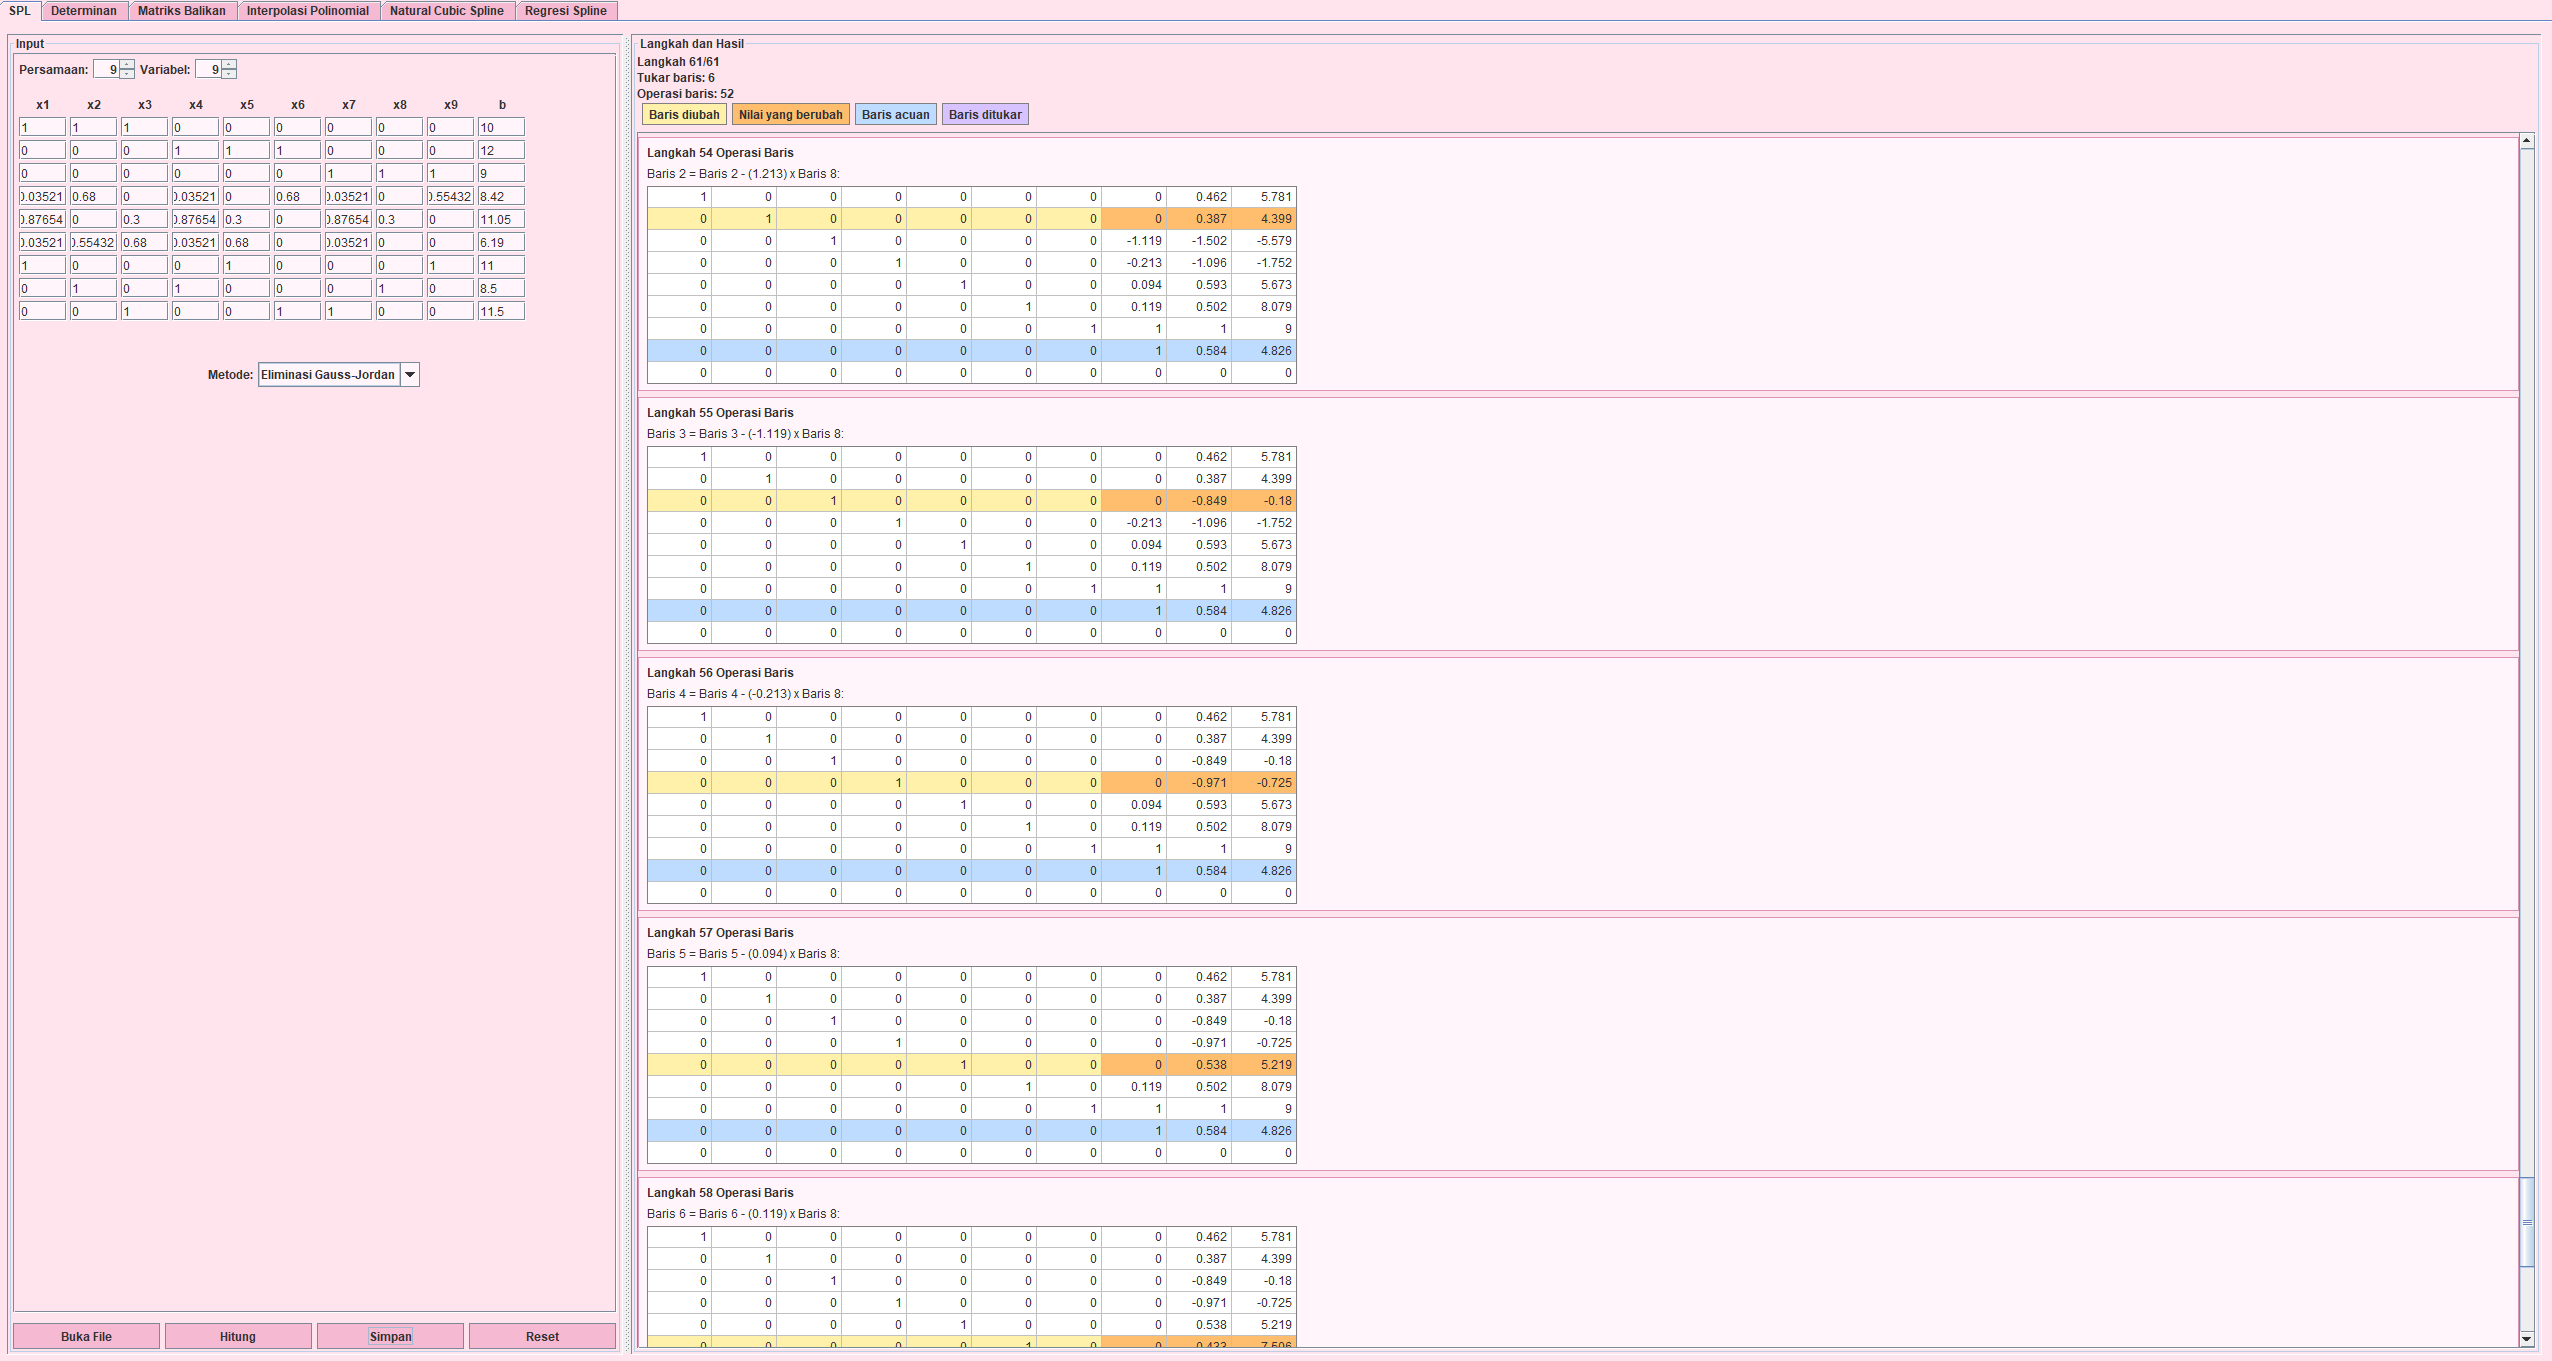 SPL Determinan Matriks Balikan Interpolasi Polinomial Natural Cubic Spline Regresi Spline
Input
Persamaan: 9 Variabel: 9
x1 x2 x3 x4 x5 x6 x7 x8 x9 b
1 1 1 0 0 0 0 0 0 10
0 0 0 1 1 1 0 0 0 12
0 0 0 0 0 0 1 1 1 9
0.03521 0.68 0 0.03521 0 0.68 0.03521 0 0.55432 8.42
0.87654 0 0.3 0.87654 0.3 0 0.87654 0.3 0 11.05
0.03521 0.55432 0.68 0.03521 0.68 0 0.03521 0 0 6.19
1 0 0 0 1 0 0 0 1 11
0 1 0 1 0 0 0 1 0 8.5
0 0 1 0 0 1 1 0 0 11.5
Metode: Eliminasi Gauss-Jordan
Buka File Hitung Simpan Reset
Langkah dan Hasil
Langkah 61/61
Tukar baris: 6
Operasi baris: 52
Baris diubah Nilai yang berubah Baris acuan Baris ditukar
Langkah 54 Operasi Baris
Baris 2 = Baris 2 - (1.213) x Baris 8:
1 0 0 0 0 0 0 0 0.462 5.781
0 1 0 0 0 0 0 0 0.387 4.399
0 0 1 0 0 0 0 -1.119 -1.502 -5.579
0 0 0 1 0 0 0 -0.213 -1.096 -1.752
0 0 0 0 1 0 0 0.094 0.593 5.673
0 0 0 0 0 1 0 0.119 0.502 8.079
0 0 0 0 0 0 1 1 1 9
0 0 0 0 0 0 0 1 0.584 4.826
0 0 0 0 0 0 0 0 0 0
Langkah 55 Operasi Baris
Baris 3 = Baris 3 - (-1.119) x Baris 8:
1 0 0 0 0 0 0 0 0.462 5.781
0 1 0 0 0 0 0 0 0.387 4.399
0 0 1 0 0 0 0 0 -0.849 -0.18
0 0 0 1 0 0 0 -0.213 -1.096 -1.752
0 0 0 0 1 0 0 0.094 0.593 5.673
0 0 0 0 0 1 0 0.119 0.502 8.079
0 0 0 0 0 0 1 1 1 9
0 0 0 0 0 0 0 1 0.584 4.826
0 0 0 0 0 0 0 0 0 0
Langkah 56 Operasi Baris
Baris 4 = Baris 4 - (-0.213) x Baris 8:
1 0 0 0 0 0 0 0 0.462 5.781
0 1 0 0 0 0 0 0 0.387 4.399
0 0 1 0 0 0 0 0 -0.849 -0.18
0 0 0 1 0 0 0 0 -0.971 -0.725
0 0 0 0 1 0 0 0.094 0.593 5.673
0 0 0 0 0 1 0 0.119 0.502 8.079
0 0 0 0 0 0 1 1 1 9
0 0 0 0 0 0 0 1 0.584 4.826
0 0 0 0 0 0 0 0 0 0
Langkah 57 Operasi Baris
Baris 5 = Baris 5 - (0.094) x Baris 8:
1 0 0 0 0 0 0 0 0.462 5.781
0 1 0 0 0 0 0 0 0.387 4.399
0 0 1 0 0 0 0 0 -0.849 -0.18
0 0 0 1 0 0 0 0 -0.971 -0.725
0 0 0 0 1 0 0 0 0.538 5.219
0 0 0 0 0 1 0 0.119 0.502 8.079
0 0 0 0 0 0 1 1 1 9
0 0 0 0 0 0 0 1 0.584 4.826
0 0 0 0 0 0 0 0 0 0
Langkah 58 Operasi Baris
Baris 6 = Baris 6 - (0.119) x Baris 8:
1 0 0 0 0 0 0 0 0.462 5.781
0 1 0 0 0 0 0 0 0.387 4.399
0 0 1 0 0 0 0 0 -0.849 -0.18
0 0 0 1 0 0 0 0 -0.971 -0.725
0 0 0 0 1 0 0 0 0.538 5.219